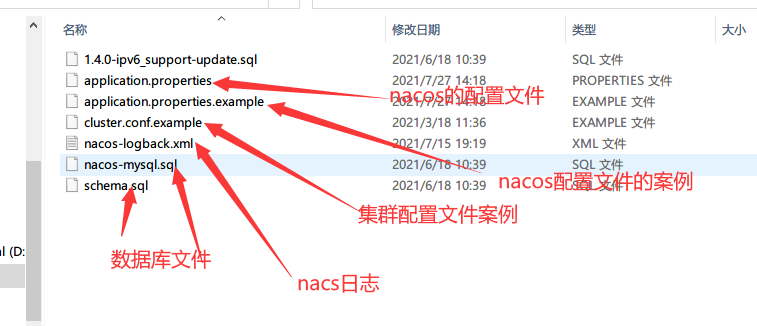 名称 修改日期 类型 大小
1.4.0-ipv6_support-update.sql 2021/6/18 10:39 SQL 文件
application.properties 2021/7/27 14:18 PROPERTIES 文件
nacos的配置文件
application.properties.example 2021/7/27 14:18 EXAMPLE 文件
cluster.conf.example 2021/3/18 11:36 EXAMPLE 文件
nacos-logback.xml 2021/7/15 19:19 XML 文件
nacos-mysql.sql 2021/6/18 10:39 SQL 文件
nacos配置文件的案例
schema.sql 2021/6/18 10:39 SQL 文件
集群配置文件案例
数据库文件
al (D:
nacs日志